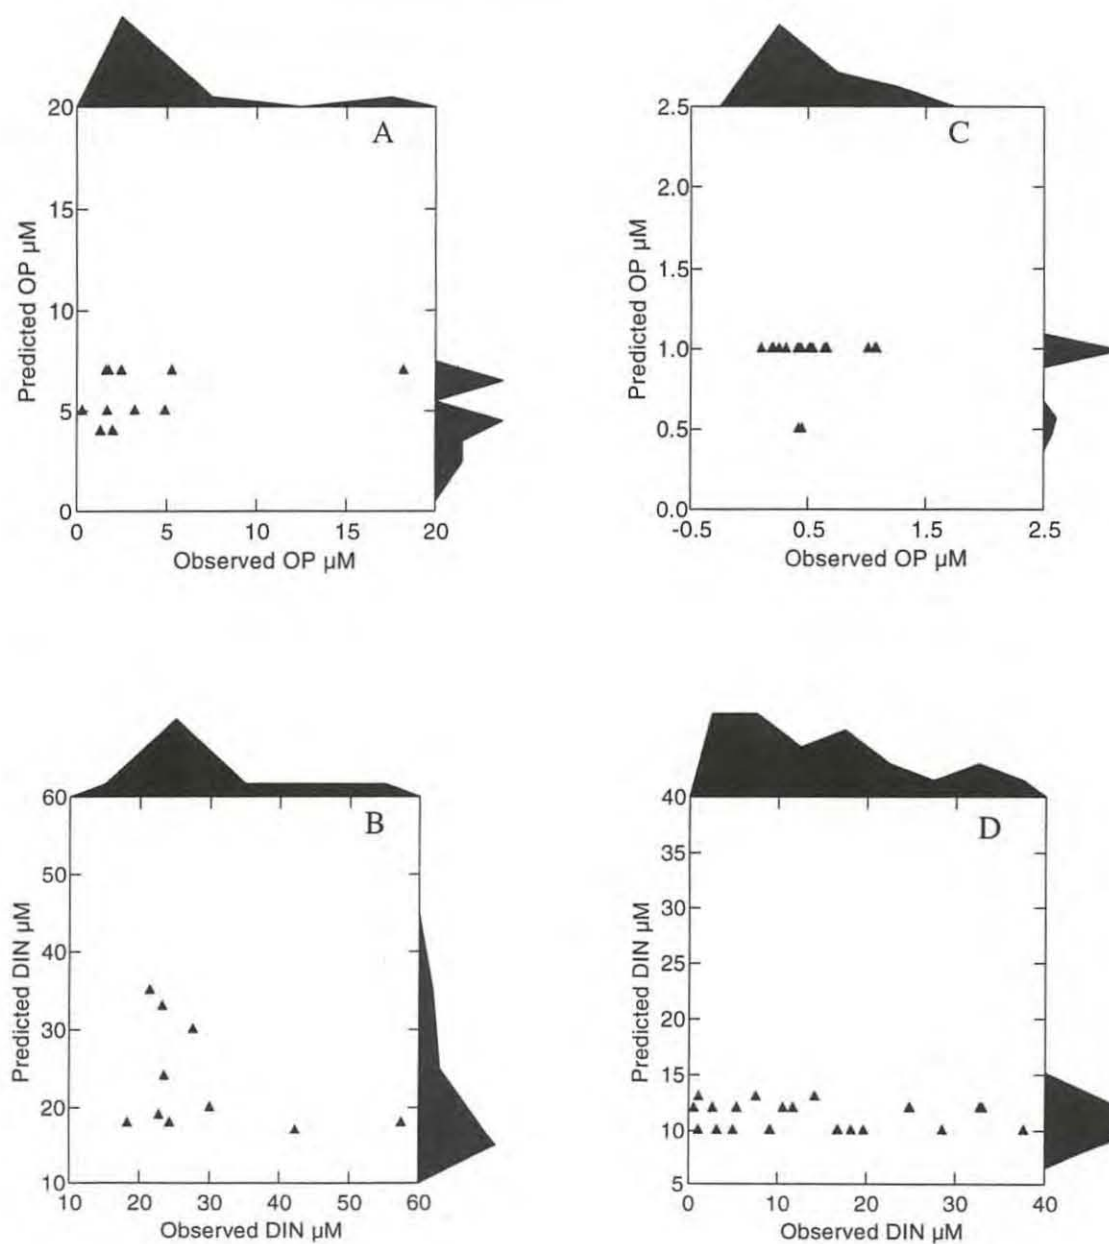 A
20
15
10
5
0
Predicted OP µM
0 5 10 15 20
Observed OP µM
C
2.5
2.0
1.5
1.0
0.5
0.0
Predicted OP µM
-0.5 0.5 1.5 2.5
Observed OP µM
B
60
50
40
30
20
10
Predicted DIN µM
10 20 30 40 50 60
Observed DIN µM
D
40
35
30
25
20
15
10
5
Predicted DIN µM
0 10 20 30 40
Observed DIN µM